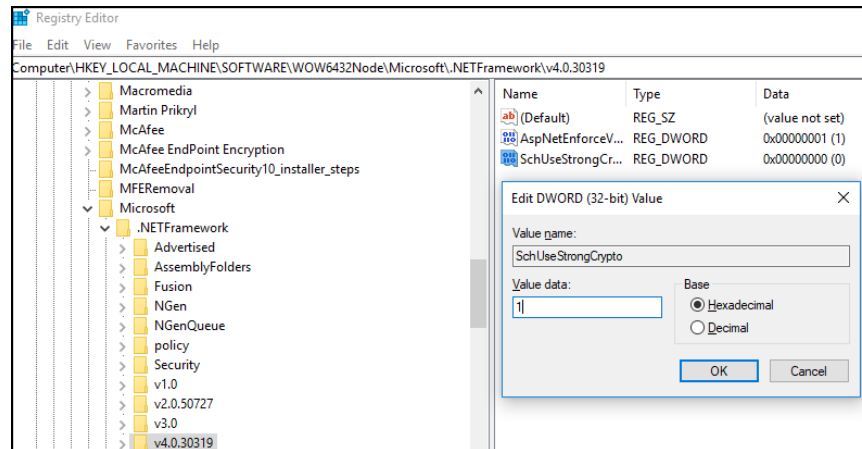 Registry Editor
File Edit View Favorites Help
Computer\HKEY_LOCAL_MACHINE\SOFTWARE\WOW6432Node\Microsoft\.NETFramework\v4.0.30319
Macromedia
Martin Prikryl
McAfee
McAfee EndPoint Encryption
McAfeeEndpointSecurity10_installer_steps
MFERemoval
Microsoft
.NETFramework
Advertised
AssemblyFolders
Fusion
NGen
NGenQueue
policy
Security
v1.0
v2.0.50727
v3.0
v4.0.30319
Name Type Data
(Default) REG_SZ (value not set)
AspNetEnforceV... REG_DWORD 0x00000001 (1)
SchUseStrongCr... REG_DWORD 0x00000000 (0)
Edit DWORD (32-bit) Value
Value name:
SchUseStrongCrypto
Value data:
1
Base
Hexadecimal
Decimal
OK Cancel